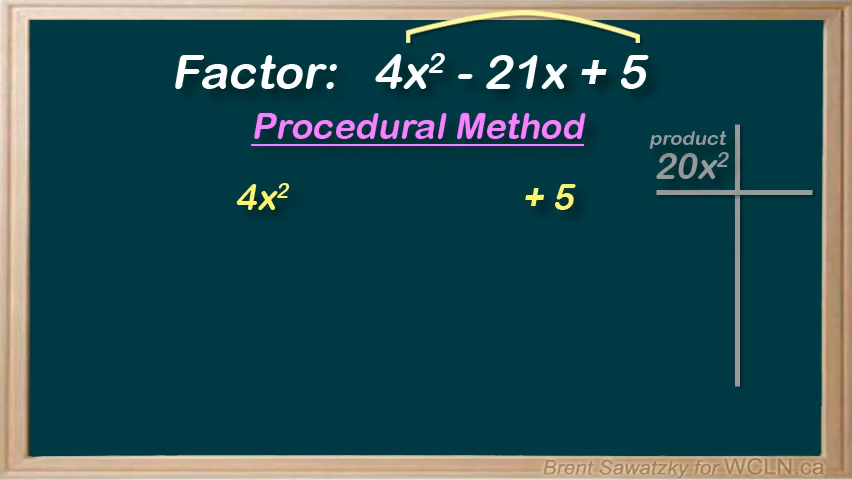 Factor: 4x² - 21x + 5
Procedural Method
product
20x²
4x² + 5
Brent Sawatzky for WCLN.ca